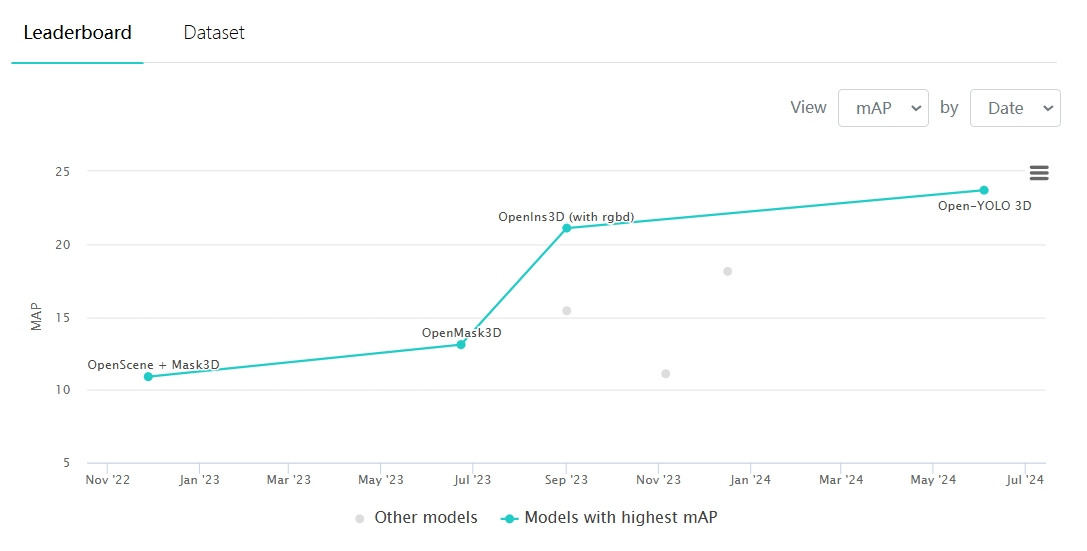 Leaderboard Dataset
View mAP by Date
25
OpenIns3D (with rgbd)
Open-YOLO 3D
20
MAP
15
OpenMask3D
OpenScene + Mask3D
10
5
Nov '22 Jan '23 Mar '23 May '23 Jul '23 Sep '23 Nov '23 Jan '24 Mar '24 May '24 Jul '24
Other models Models with highest mAP